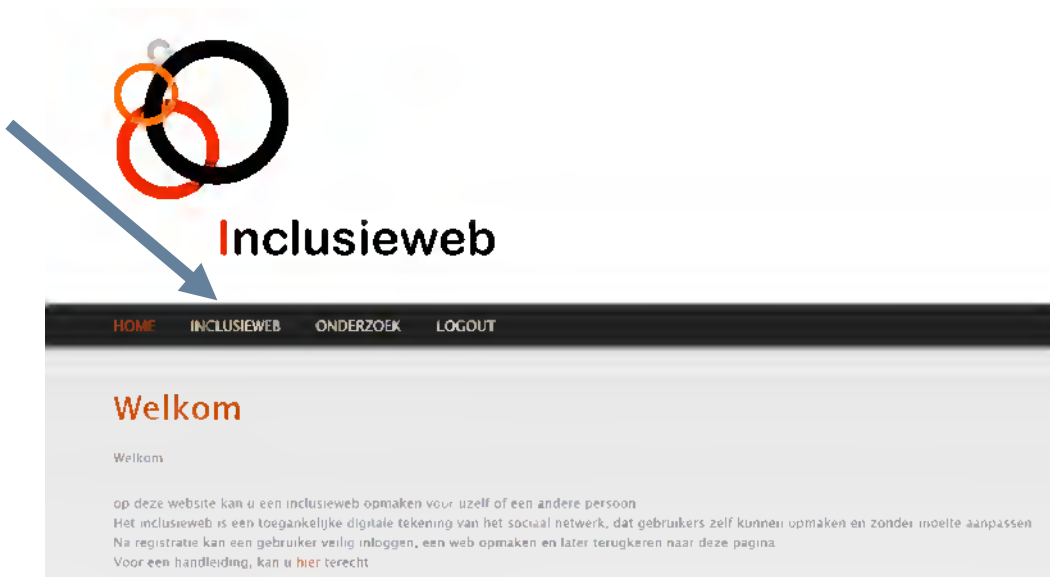 Inclusieweb
HOME INCLUSIEWEB ONDERZOEK LOGOUT
Welkom
Welkom
op deze website kan u een inclusieweb opmaken voor uzelf of een andere persoon
Het inclusieweb is een toegankelijke digitale tekening van het sociaal netwerk, dat gebruikers zelf kunnen opmaken en zonder moeite aanpassen
Na registratie kan een gebruiker veilig inloggen, een web opmaken en later terugkeren naar deze pagina
Voor een handleiding, kan u hier terecht